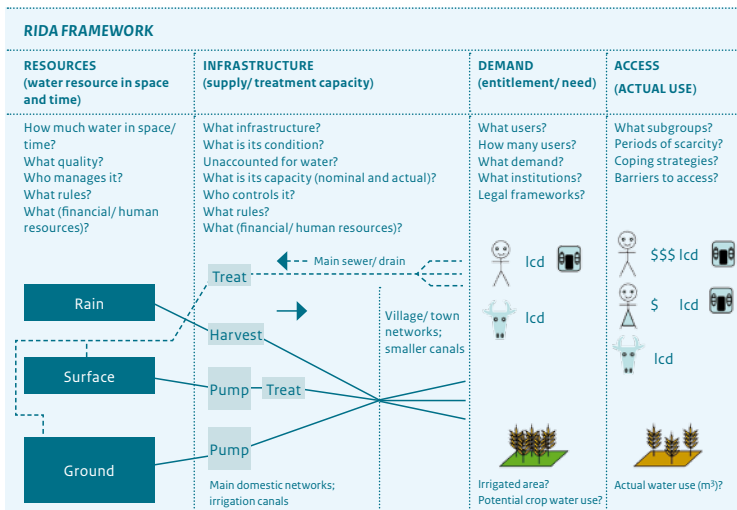 RIDA FRAMEWORK
RESOURCES
(water resource in space
and time)
INFRASTRUCTURE
(supply/ treatment capacity)
DEMAND
(entitlement/ need)
ACCESS
(ACTUAL USE)
How much water in space/
time?
What quality?
Who manages it?
What rules?
What (financial/ human
resources)?
What infrastructure?
What is its condition?
Unaccounted for water?
What is its capacity (nominal and actual)?
Who controls it?
What rules?
What (financial/ human resources)?
What users?
How many users?
What demand?
What institutions?
Legal frameworks?
What subgroups?
Periods of scarcity?
Coping strategies?
Barriers to access?
Rain
Surface
Ground
Main sewer/ drain
Treat
Harvest
Pump
Treat
Pump
Village/ town
networks;
smaller canals
Main domestic networks;
irrigation canals
lcd
lcd
Irrigated area?
Potential crop water use?
$$$ lcd
$ lcd
lcd
Actual water use (m³)?